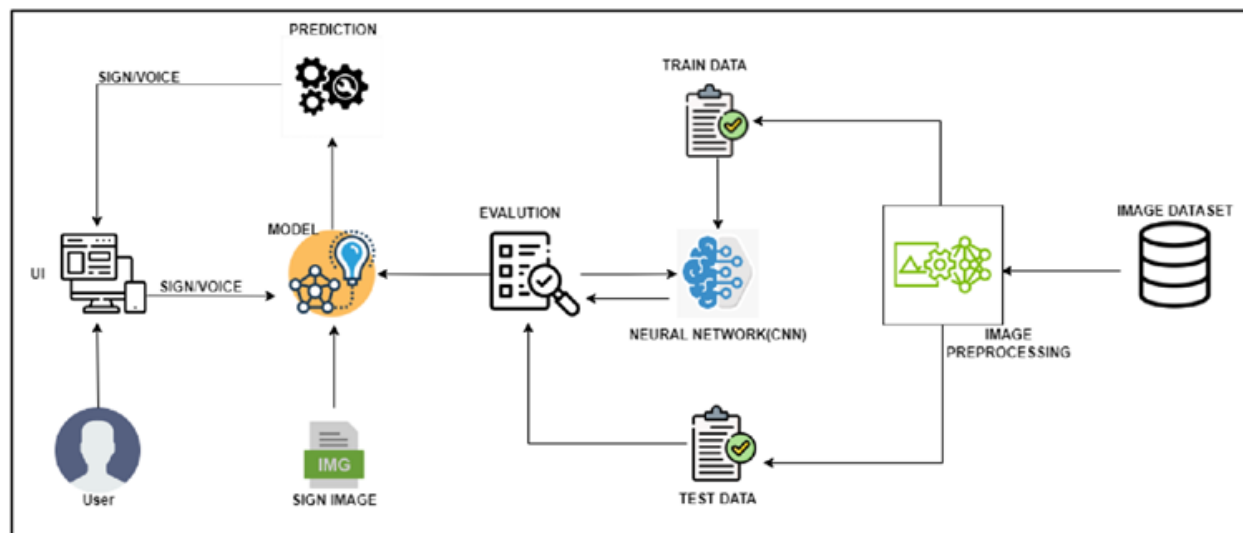 PREDICTION
SIGN/VOICE
TRAIN DATA
EVALUTION
MODEL
IMAGE DATASET
UI
SIGN/VOICE
NEURAL NETWORK(CNN)
IMAGE
PREPROCESSING
IMG
User
SIGN IMAGE
TEST DATA